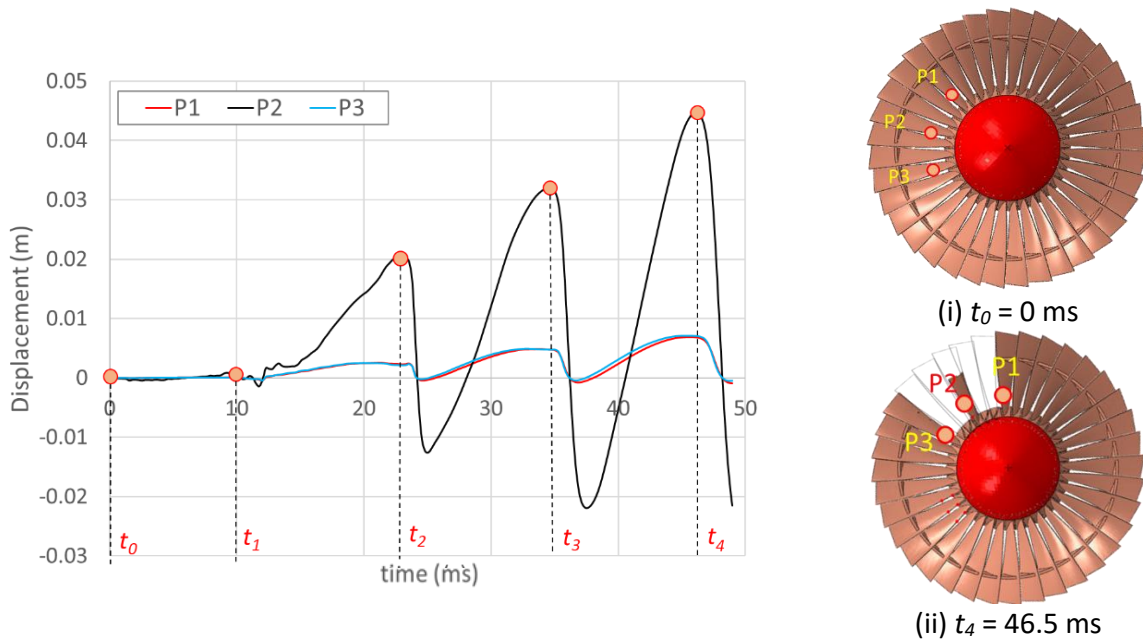 0.05
0.04
0.03
0.02
0.01
0
-0.01
-0.02
-0.03
Displacement (m)
P1 P2 P3
0 10 20 30 40 50
t₀ t₁ t₂ t₃ t₄
time (ms)
P1
P2
P3
(i) t₀ = 0 ms
P1
P2
P3
(ii) t₄ = 46.5 ms